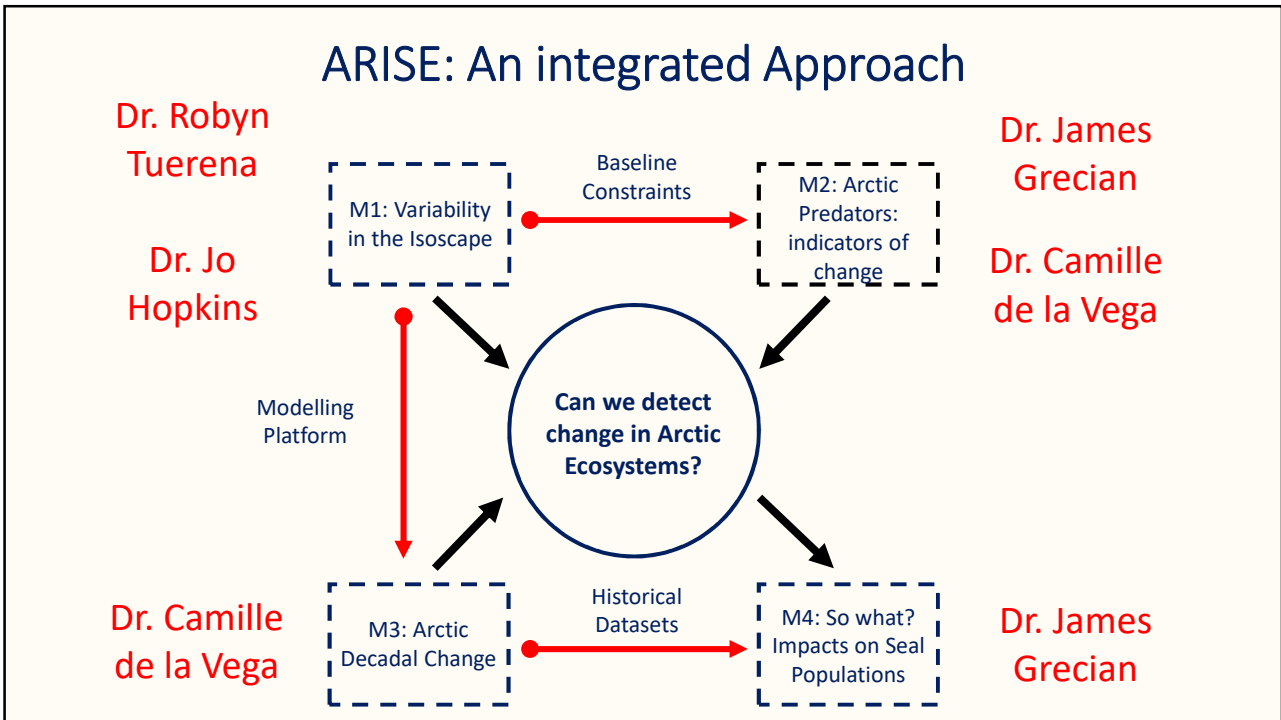 ARISE: An integrated Approach
Dr. Robyn
Tuerena
Dr. Jo
Hopkins
M1: Variability
in the Isoscape
Baseline
Constraints
M2: Arctic
Predators:
indicators of
change
Dr. James
Grecian
Dr. Camille
de la Vega
Modelling
Platform
Can we detect
change in Arctic
Ecosystems?
Dr. Camille
de la Vega
M3: Arctic
Decadal Change
Historical
Datasets
M4: So what?
Impacts on Seal
Populations
Dr. James
Grecian